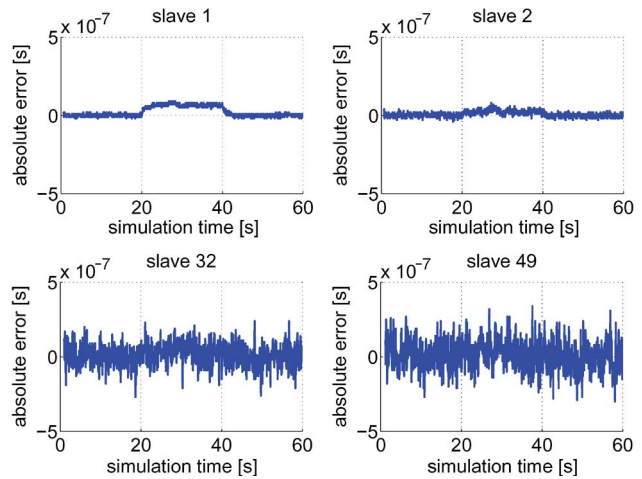 slave 1
x 10-7
5
0
−5
absolute error [s]
0 20 40 60
simulation time [s]
slave 2
x 10-7
5
0
−5
absolute error [s]
0 20 40 60
simulation time [s]
slave 32
x 10-7
5
0
−5
absolute error [s]
0 20 40 60
simulation time [s]
slave 49
x 10-7
5
0
−5
absolute error [s]
0 20 40 60
simulation time [s]